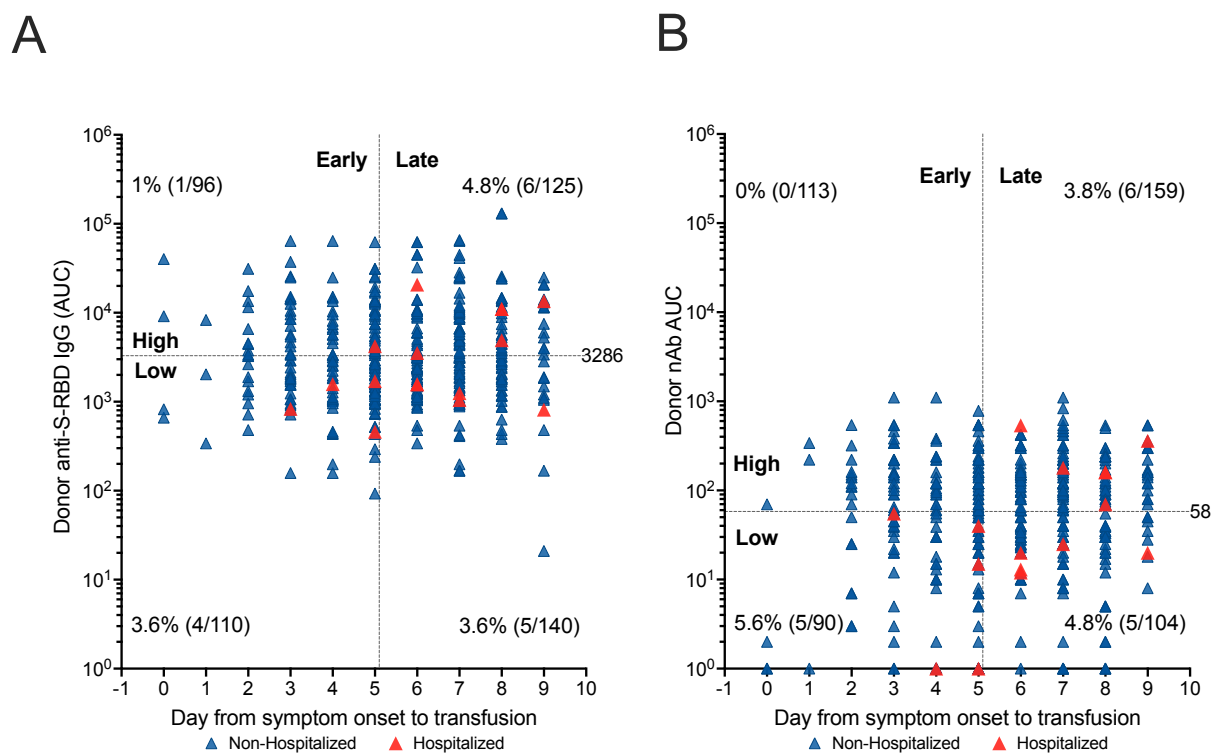 A
Donor anti-S-RBD IgG (AUC)
10⁶
10⁵
10⁴
10³
10²
10¹
10⁰
Early
Late
1% (1/96)
4.8% (6/125)
High
Low
3286
3.6% (4/110)
3.6% (5/140)
-1 0 1 2 3 4 5 6 7 8 9 10
Day from symptom onset to transfusion
Non-Hospitalized Hospitalized
B
Donor nAb AUC
10⁶
10⁵
10⁴
10³
10²
10¹
10⁰
Early
Late
0% (0/113)
3.8% (6/159)
High
Low
58
5.6% (5/90)
4.8% (5/104)
-1 0 1 2 3 4 5 6 7 8 9 10
Day from symptom onset to transfusion
Non-Hospitalized Hospitalized